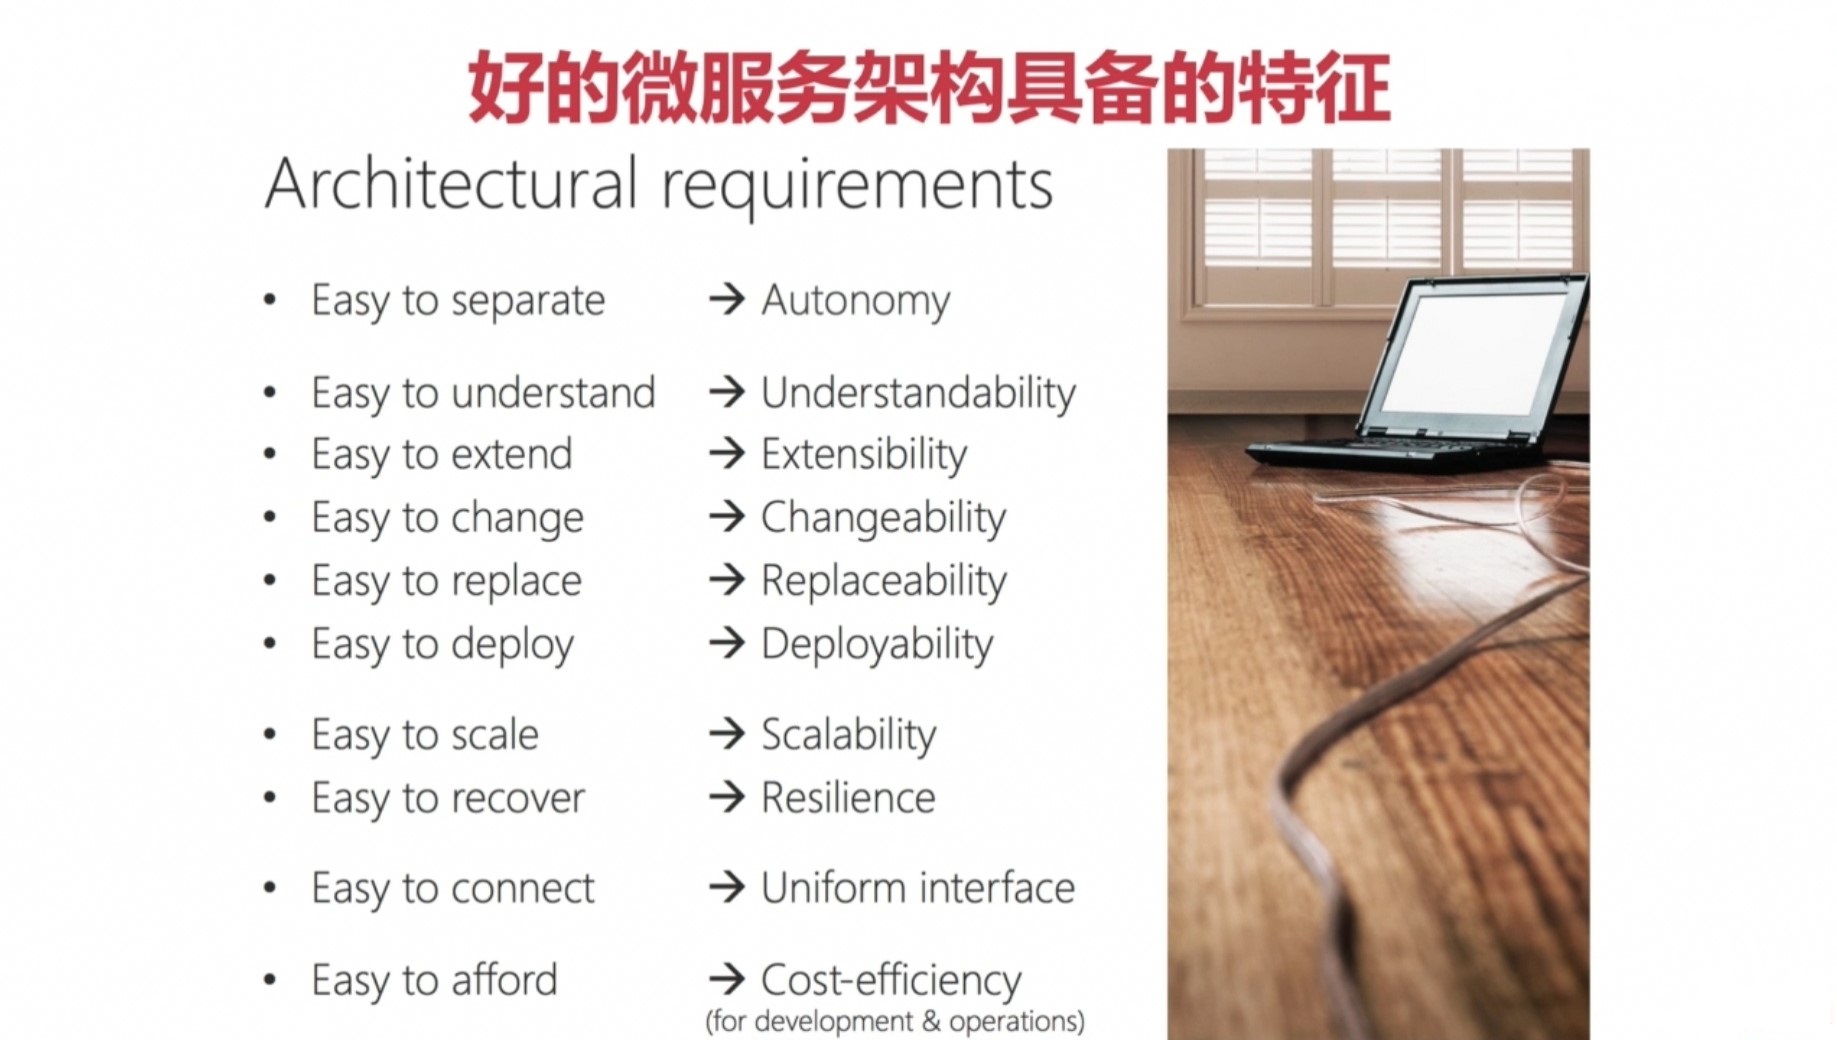 好的微服务架构具备的特征
Architectural requirements
• Easy to separate → Autonomy
• Easy to understand → Understandability
• Easy to extend → Extensibility
• Easy to change → Changeability
• Easy to replace → Replaceability
• Easy to deploy → Deployability
• Easy to scale → Scalability
• Easy to recover → Resilience
• Easy to connect → Uniform interface
• Easy to afford → Cost-efficiency
(for development & operations)